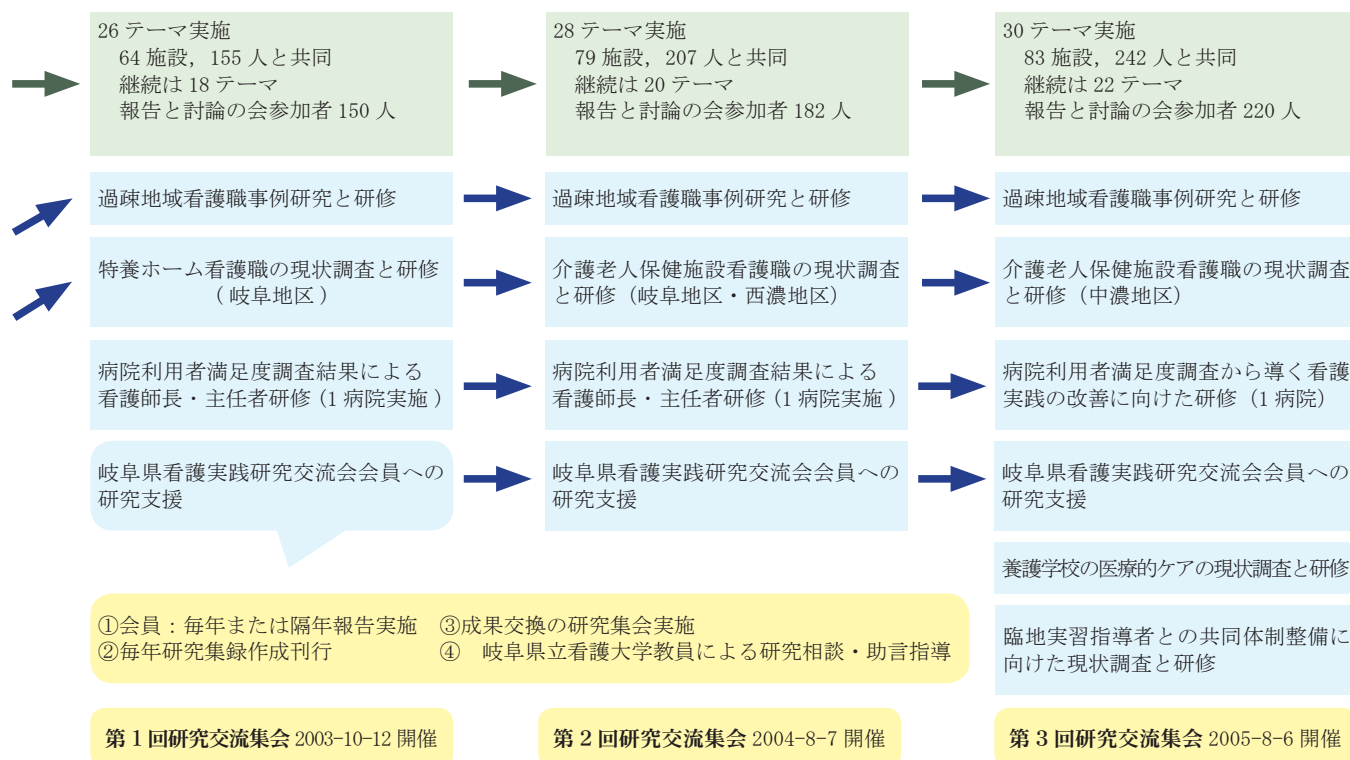 26 テーマ実施
64 施設，155 人と共同
継続は 18 テーマ
報告と討論の会参加者 150 人
28 テーマ実施
79 施設，207 人と共同
継続は 20 テーマ
報告と討論の会参加者 182 人
30 テーマ実施
83 施設，242 人と共同
継続は 22 テーマ
報告と討論の会参加者 220 人
過疎地域看護職事例研究と研修
過疎地域看護職事例研究と研修
過疎地域看護職事例研究と研修
特養ホーム看護職の現状調査と研修
（岐阜地区）
介護老人保健施設看護職の現状調査
と研修（岐阜地区・西濃地区）
介護老人保健施設看護職の現状調査
と研修（中濃地区）
病院利用者満足度調査結果による
看護師長・主任者研修（1 病院実施）
病院利用者満足度調査結果による
看護師長・主任者研修（1 病院実施）
病院利用者満足度調査から導く看護
実践の改善に向けた研修（1 病院）
岐阜県看護実践研究交流会会員への
研究支援
岐阜県看護実践研究交流会会員への
研究支援
岐阜県看護実践研究交流会会員への
研究支援
養護学校の医療的ケアの現状調査と研修
臨地実習指導者との共同体制整備に
向けた現状調査と研修
①会員：毎年または隔年報告実施　③成果交換の研究集会実施
②毎年研究集録作成刊行　④　岐阜県立看護大学教員による研究相談・助言指導
第 1 回研究交流集会 2003-10-12 開催
第 2 回研究交流集会 2004-8-7 開催
第 3 回研究交流集会 2005-8-6 開催